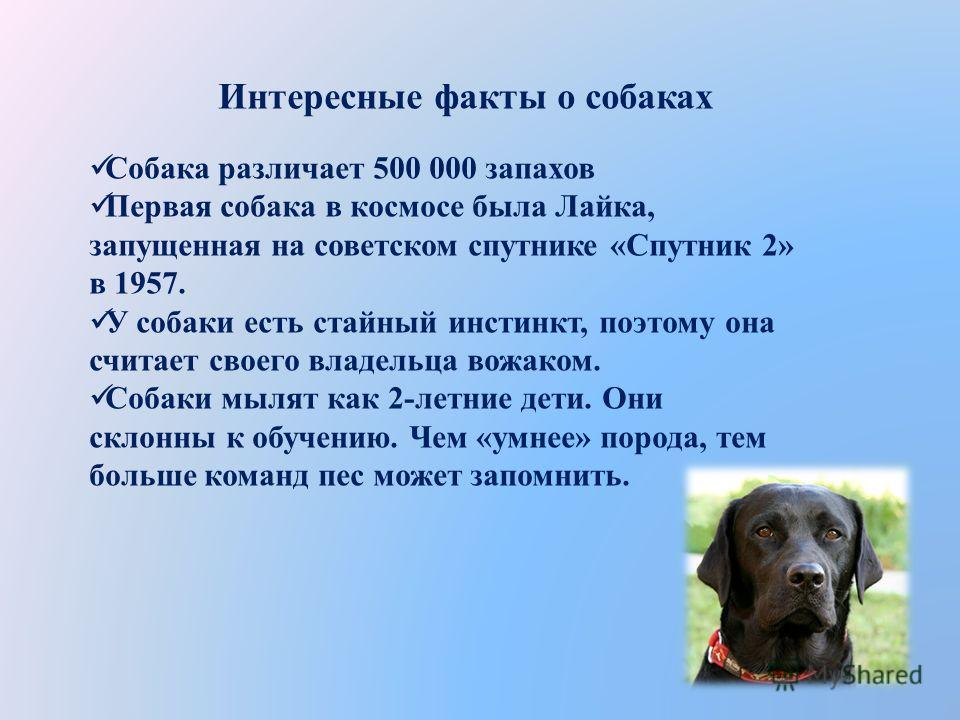 Интересные факты о собаках
✓Собака различает 500 000 запахов
✓Первая собака в космосе была Лайка,
запущенная на советском спутнике «Спутник 2»
в 1957.
✓У собаки есть стайный инстинкт, поэтому она
считает своего владельца вожаком.
✓Собаки мылят как 2-летние дети. Они
склонны к обучению. Чем «умнее» порода, тем
больше команд пес может запомнить.
MyShared